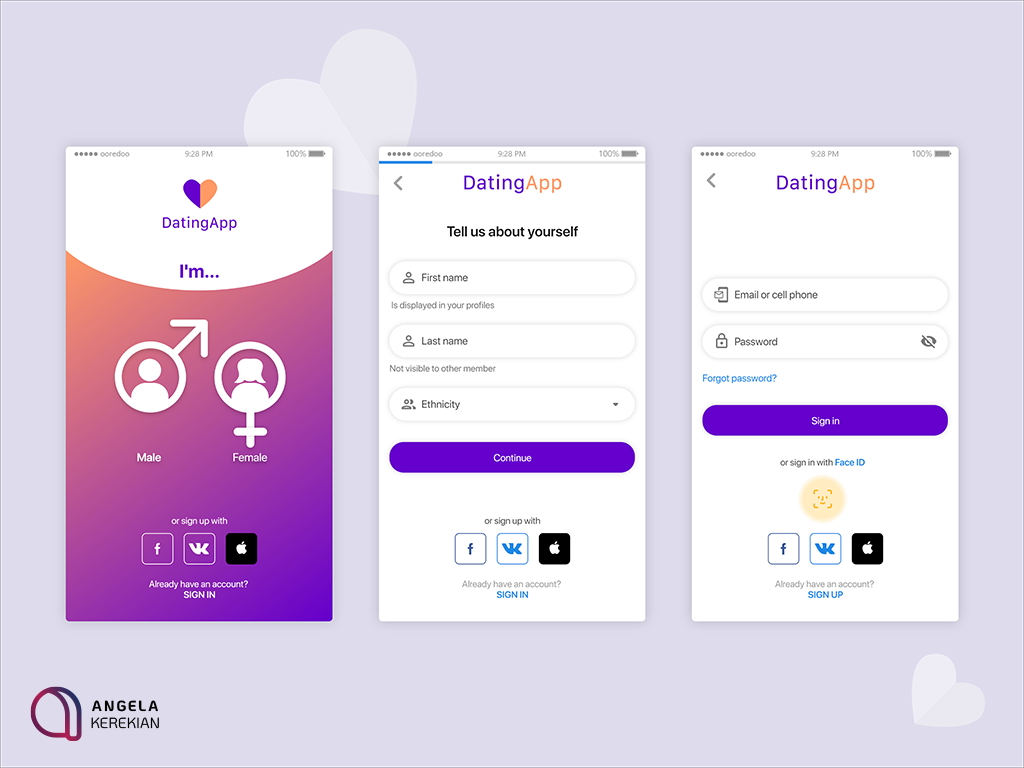 ooredoo 9:28 PM 100%
DatingApp
I'm...
Male Female
or sign up with
f
Already have an account?
SIGN IN
ooredoo 9:28 PM 100%
DatingApp
Tell us about yourself
First name
Is displayed in your profiles
Last name
Not visible to other member
Ethnicity
Continue
or sign up with
f
Already have an account?
SIGN IN
ooredoo 9:28 PM 100%
DatingApp
Email or cell phone
Password
Forgot password?
Sign in
or sign in with Face ID
f
Already have an account?
SIGN UP
ANGELA
KEREKIAN